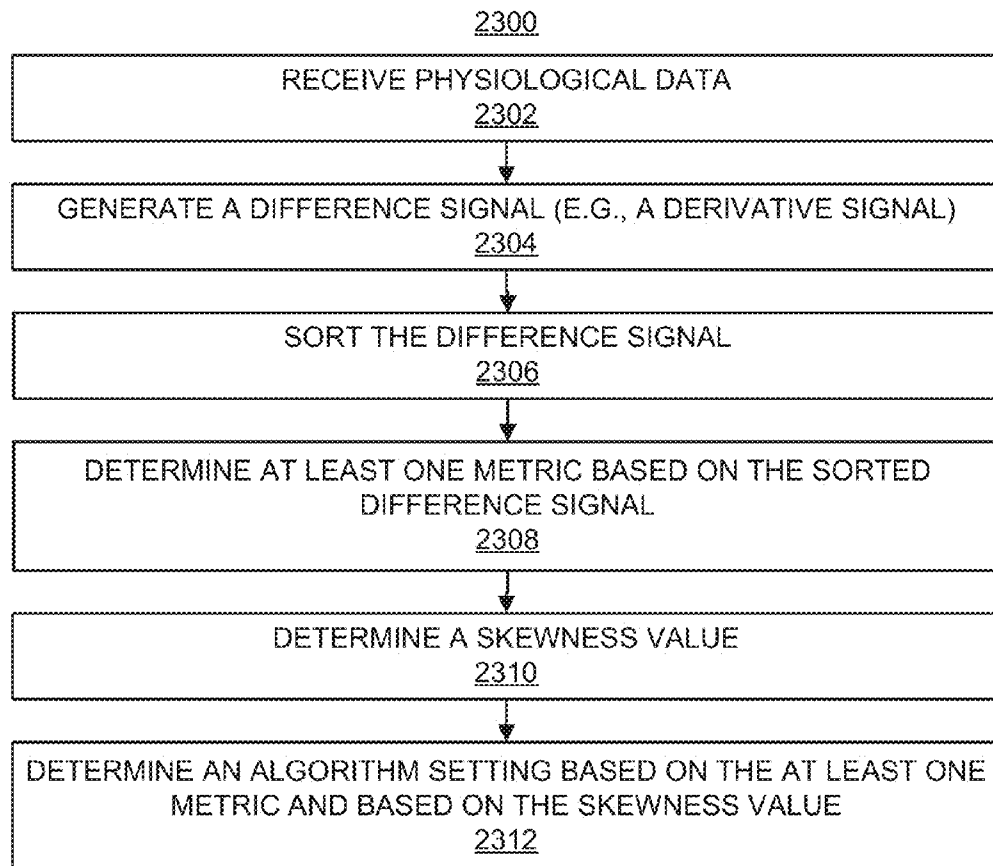 2300
RECEIVE PHYSIOLOGICAL DATA
2302
GENERATE A DIFFERENCE SIGNAL (E.G., A DERIVATIVE SIGNAL)
2304
SORT THE DIFFERENCE SIGNAL
2306
DETERMINE AT LEAST ONE METRIC BASED ON THE SORTED
DIFFERENCE SIGNAL
2308
DETERMINE A SKEWNESS VALUE
2310
DETERMINE AN ALGORITHM SETTING BASED ON THE AT LEAST ONE
METRIC AND BASED ON THE SKEWNESS VALUE
2312